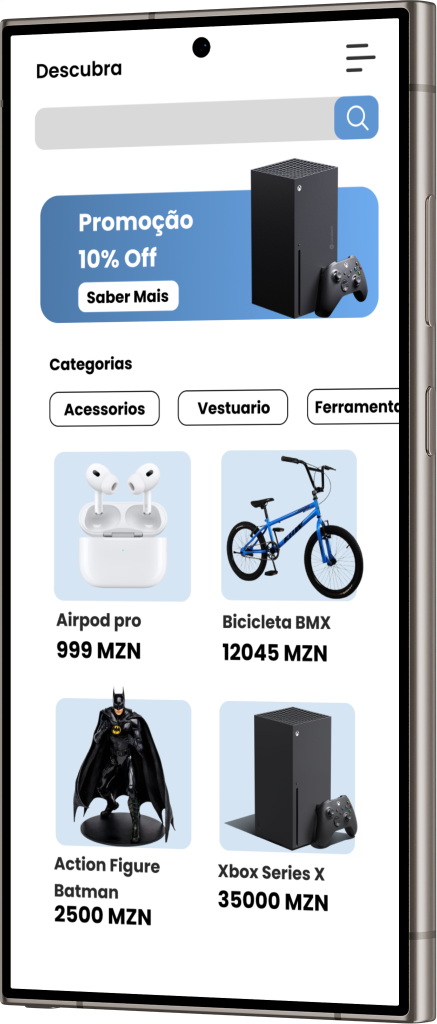 Descubra
Promoção
10% Off
Saber Mais
Categorias
Acessorios
Vestuario
Ferramenta
Airpod pro
999 MZN
Bicicleta BMX
12045 MZN
Action Figure
Batman
2500 MZN
Xbox Series X
35000 MZN